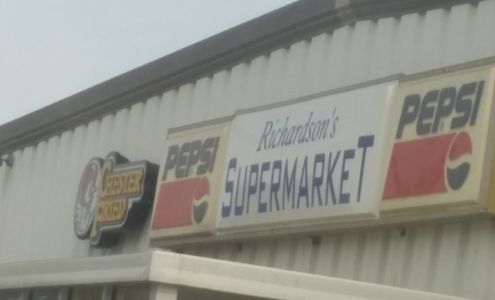 CHESTER
FRIED
PEPSI
Richardson's
SUPERMARKET
PEPSI